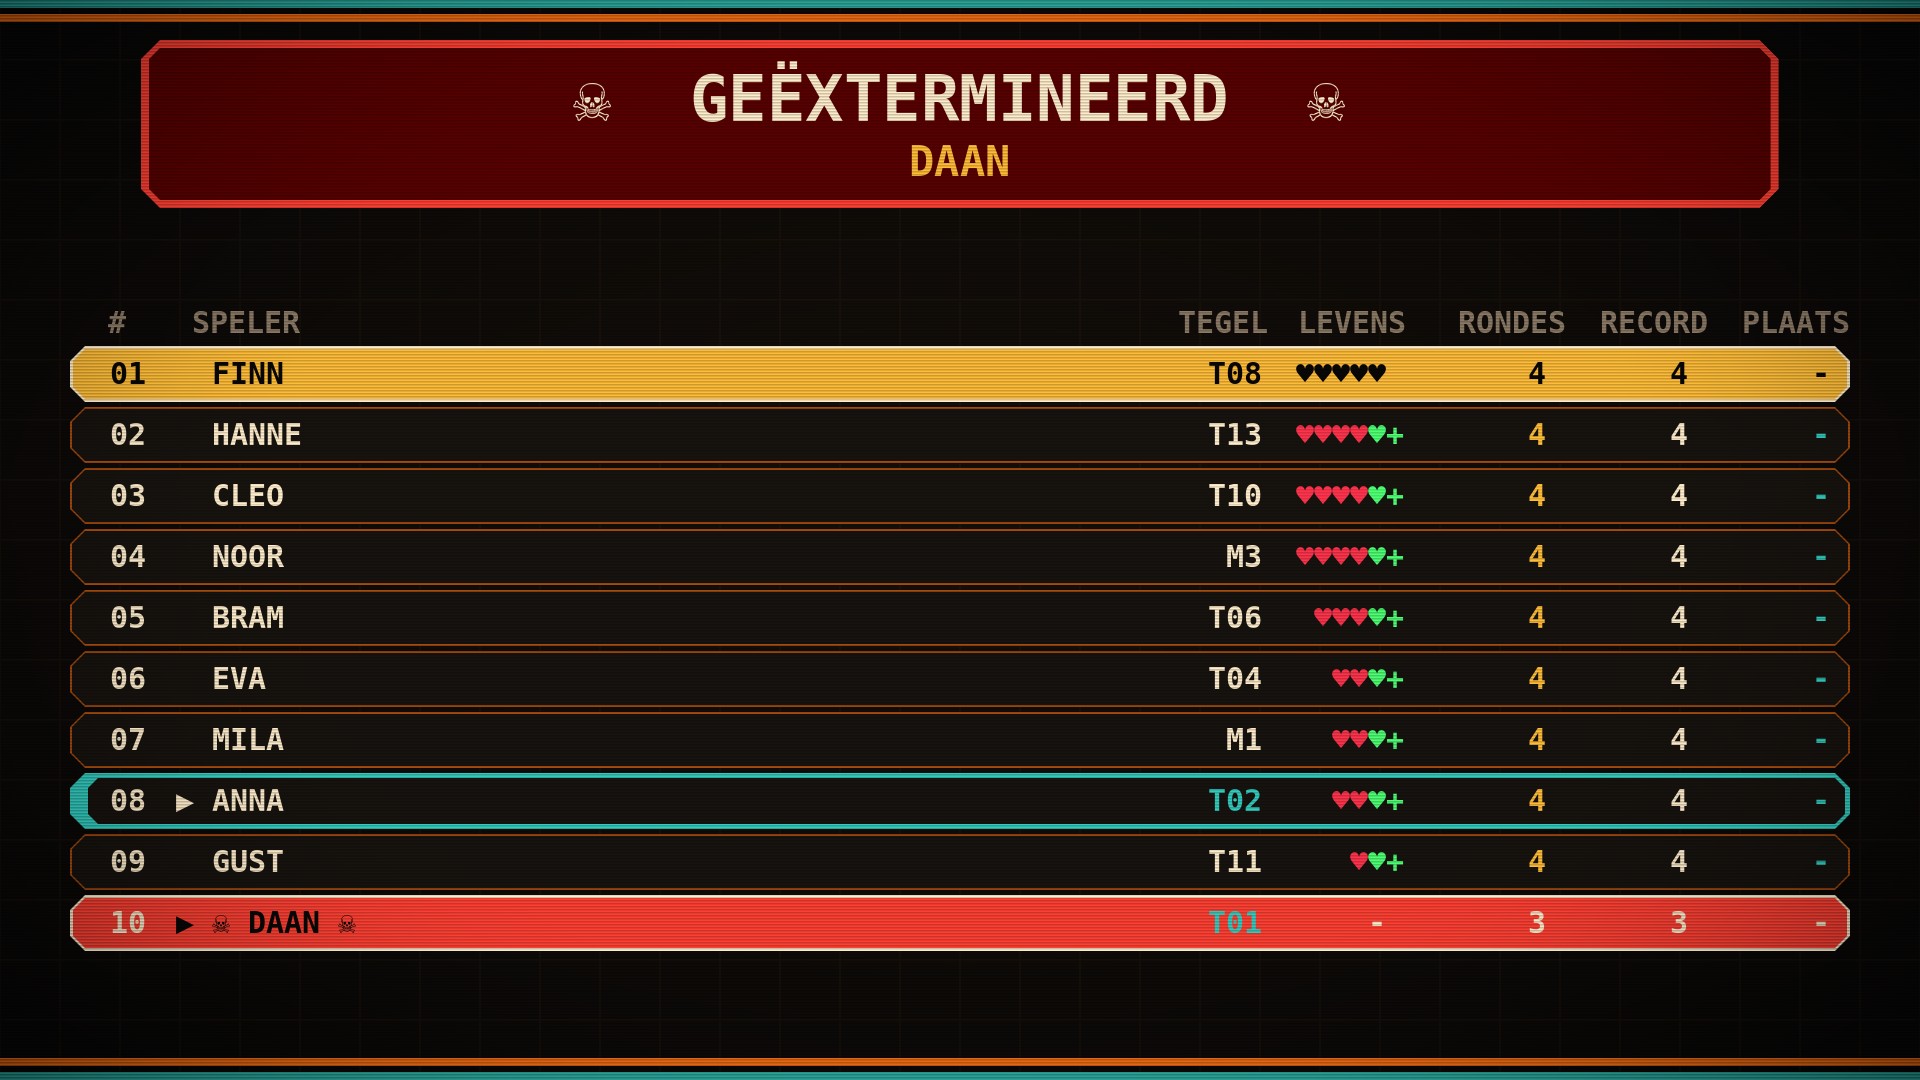 ☠ GEËXTERMINEERD ☠
DAAN
# SPELER TEGEL LEVENS RONDES RECORD PLAATS
01 FINN T08 ♥♥♥♥♥ 4 4 -
02 HANNE T13 ♥♥♥♥♥+ 4 4 -
03 CLEO T10 ♥♥♥♥♥+ 4 4 -
04 NOOR M3 ♥♥♥♥♥+ 4 4 -
05 BRAM T06 ♥♥♥♥+ 4 4 -
06 EVA T04 ♥♥♥+ 4 4 -
07 MILA M1 ♥♥♥+ 4 4 -
08 ▶ ANNA T02 ♥♥♥+ 4 4 -
09 GUST T11 ♥♥+ 4 4 -
10 ▶ ☠ DAAN ☠ T01 - 3 3 -